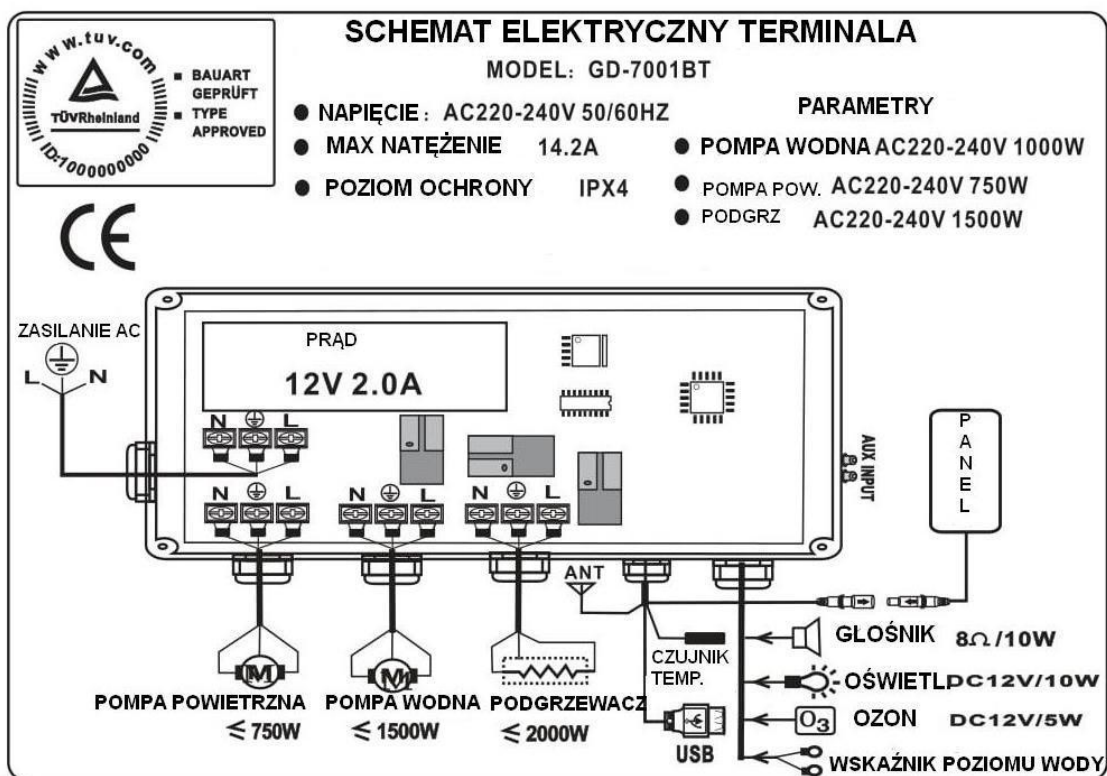 SCHEMAT ELEKTRYCZNY TERMINALA
MODEL: GD-7001BT
www.tuv.com
TÜVRheinland
ID:1000000000
BAUART
GEPRÜFT
TYPE
APPROVED
CE
NAPIĘCIE : AC220-240V 50/60HZ
MAX NATĘŻENIE 14.2A
POZIOM OCHRONY IPX4
PARAMETRY
POMPA WODNA AC220-240V 1000W
POMPA POW. AC220-240V 750W
PODGRZ AC220-240V 1500W
ZASILANIE AC
L N
PRĄD
12V 2.0A
N L
N L
N L
N L
AUX INPUT
PANEL
ANT
M
M
POMPA POWIETRZNA
≤ 750W
POMPA WODNA
≤ 1500W
PODGRZEWACZ
≤ 2000W
CZUJNIK
TEMP.
USB
GŁOŚNIK 8Ω/10W
OŚWIETL DC12V/10W
O3 OZON DC12V/5W
WSKAŹNIK POZIOMU WODY